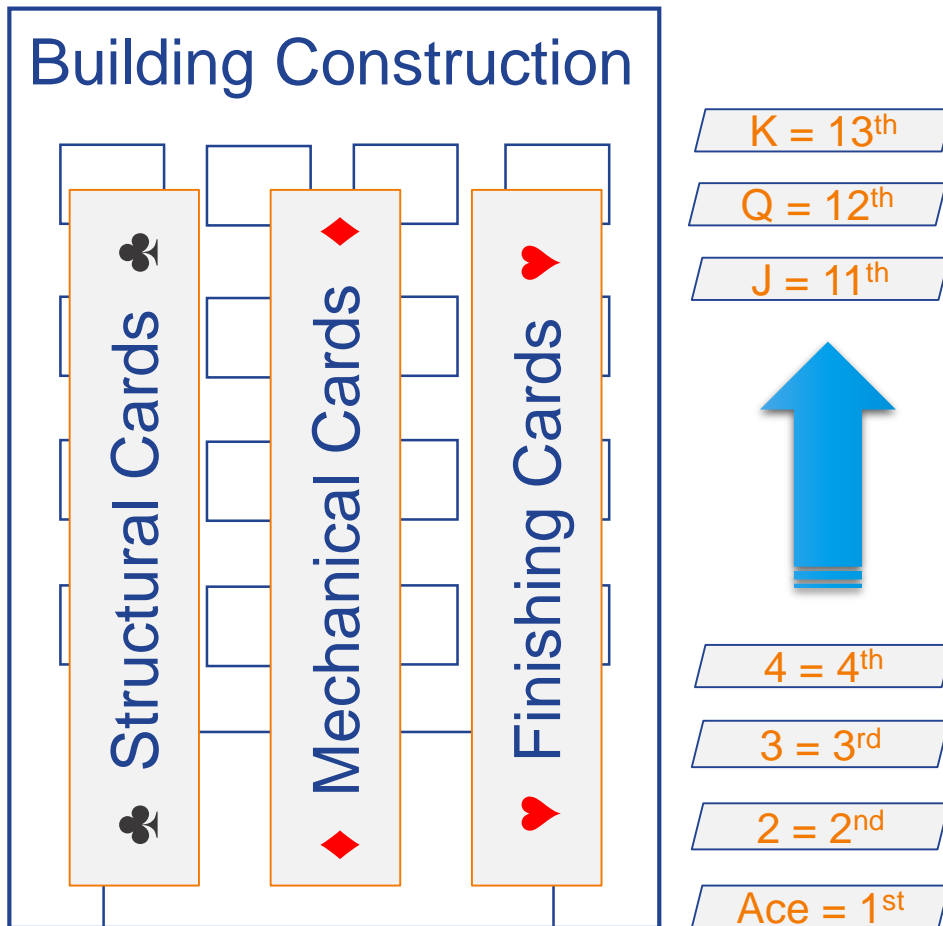 Building Construction
Structural Cards
Mechanical Cards
Finishing Cards
K = 13th
Q = 12th
J = 11th
4 = 4th
3 = 3rd
2 = 2nd
Ace = 1st